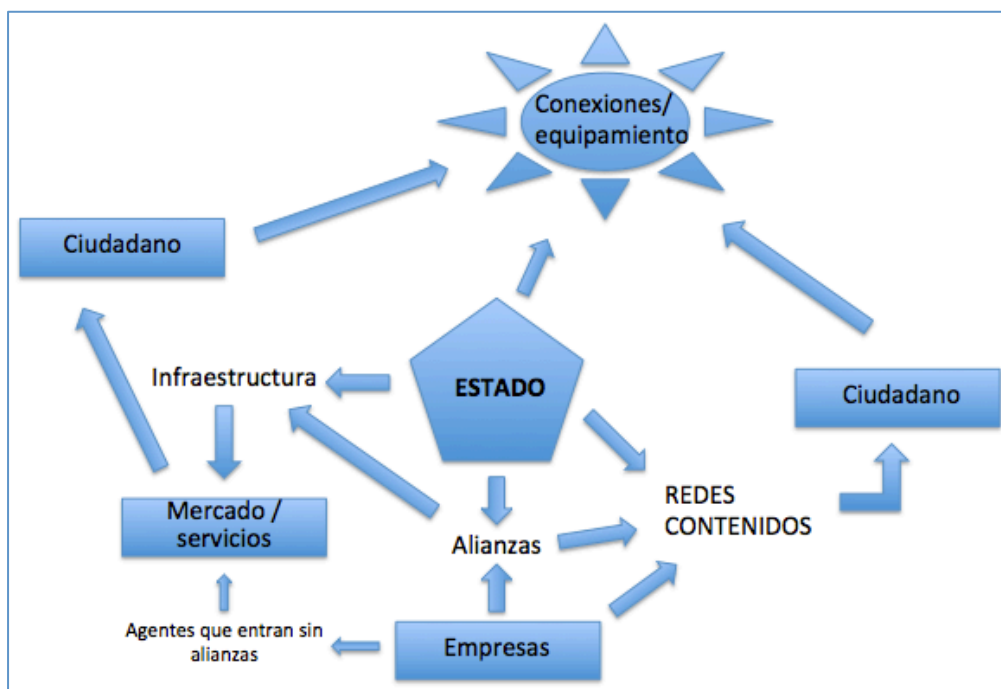 Conexiones/
equipamiento
Ciudadano
Infraestructura
ESTADO
Ciudadano
Mercado /
servicios
Alianzas
REDES
CONTENIDOS
Agentes que entran sin
alianzas
Empresas